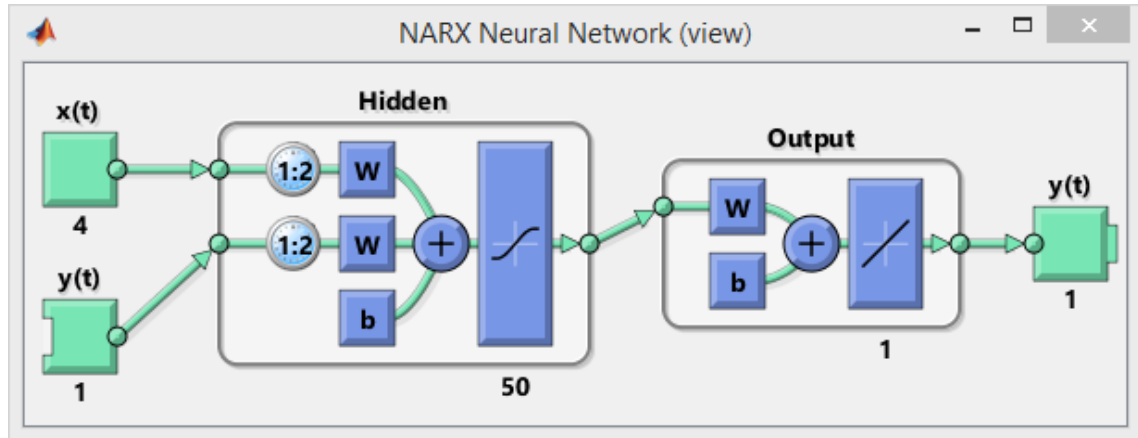 NARX Neural Network (view)
Hidden
x(t)
1:2
W
4
y(t)
1:2
W
+
b
1
50
Output
W
+
b
1
y(t)
1